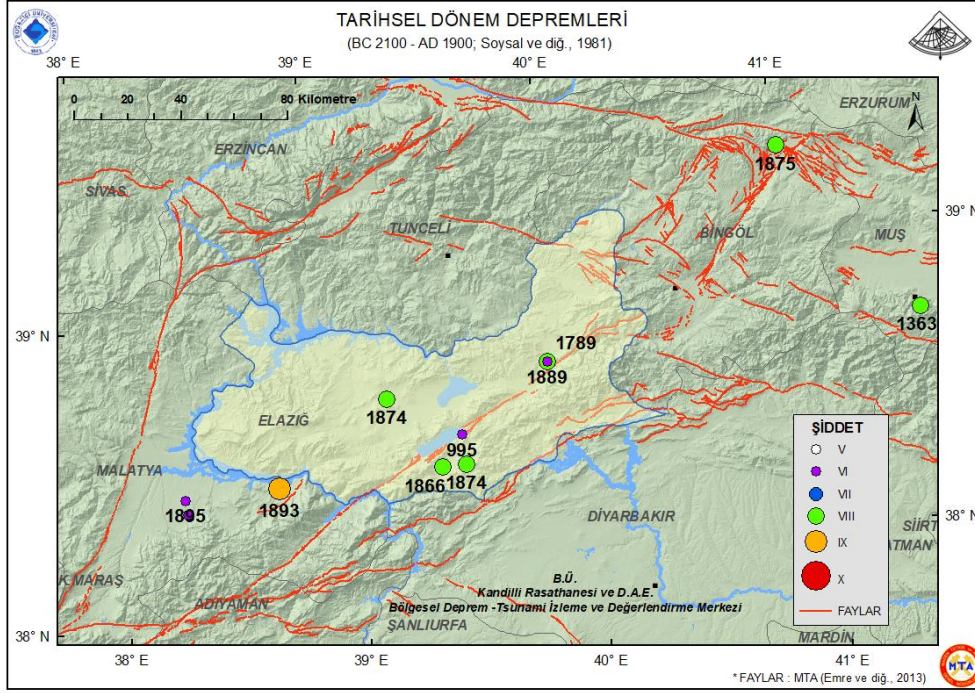 TARİHSEL DÖNEM DEPREMLERİ
(BC 2100 - AD 1900; Soysal ve diğ., 1981)
38° E
39° E
40° E
41° E
0 20 40 80 Kilometre
N
ERZURUM
ERZİNCAN
1875
SİVAS
39° N
TUNCELİ
BİNGÖL
MUŞ
1363
39° N
1789
1889
1874
ELAZIĞ
995
1866 1874
MALATYA
1895
1893
DİYARBAKIR
SİİRT
ATMAN
38° N
K.MARAŞ
ADIYAMAN
ŞANLIURFA
MARDİN
38° N
ŞİDDET
V
VI
VII
VIII
IX
X
FAYLAR
B.Ü.
Kandilli Rasathanesi ve D.A.E.
Bölgesel Deprem -Tsunami İzleme ve Değerlendirme Merkezi
38° E
39° E
40° E
41° E
* FAYLAR : MTA (Emre ve diğ., 2013)
MTA